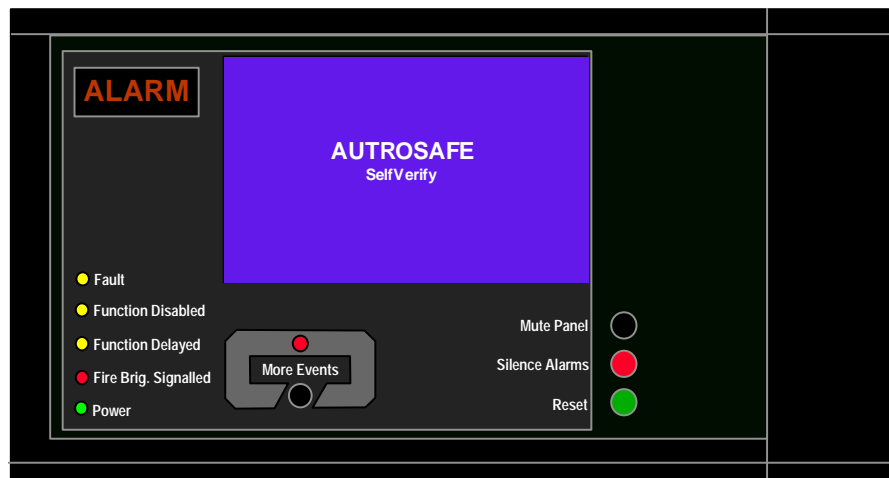 ALARM
AUTROSAFE
SelfVerify
Fault
Function Disabled
Function Delayed
Fire Brig. Signalled
Power
More Events
Mute Panel
Silence Alarms
Reset